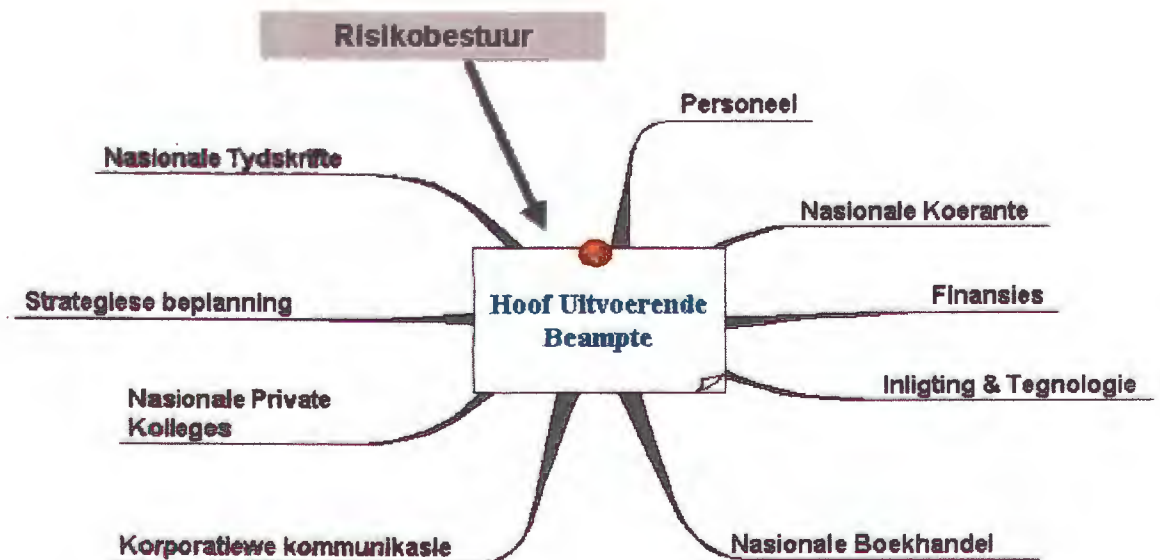 Risikobestuur
Personeel
Nasionale Tydskrifte
Nasionale Koerante
Strategiese beplanning
Hoof Uitvoerende
Beampte
Finansies
Inligting & Tegnologie
Nasionale Private
Kolleges
Korporatiewe kommunikasie
Nasionale Boekhandel